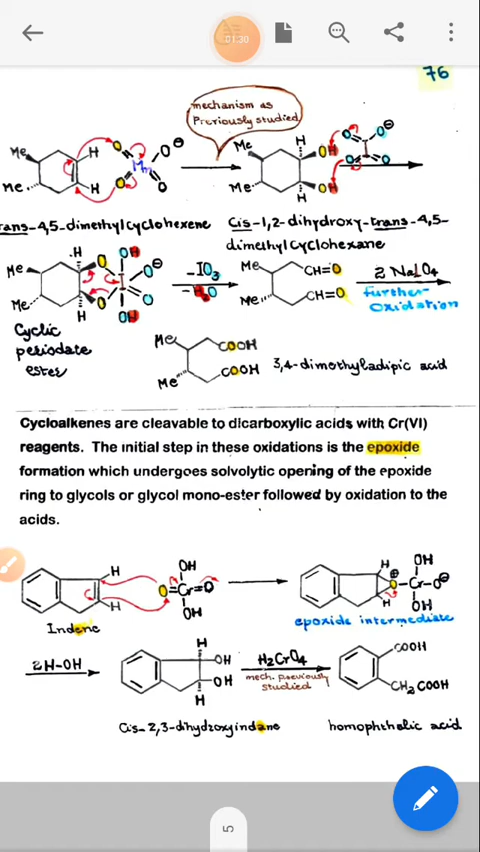 01:30
76
mechanism as
Previously studied
Me
H
H
Me
O
O
Mn
O
O
Me
H
OH
OH
H
Me
trans-4,5-dimethylcyclohexene
Cis-1,2-dihydroxy-trans-4,5-
dimethylcyclohexane
Me
Me
H
H
O
O
OH
I
O
O
OH
-IO3
-H2O
Me
CH=O
Me
CH=O
2 NaIO4
further
Oxidation
Cyclic
periodate
ester
Me
COOH
Me
COOH
3,4-dimethyladipic acid
Cycloalkenes are cleavable to dicarboxylic acids with Cr(VI)
reagents. The initial step in these oxidations is the epoxide
formation which undergoes solvolytic opening of the epoxide
ring to glycols or glycol mono-ester followed by oxidation to the
acids.
H
H
OH
O=Cr=O
OH
Indene
H
H
O
OH
Cr-O
OH
epoxide intermediate
2H-OH
H
OH
OH
H
H2CrO4
mech. previously
studied
COOH
CH2COOH
Cis-2,3-dihydroxyindane
homophthelic acid
5